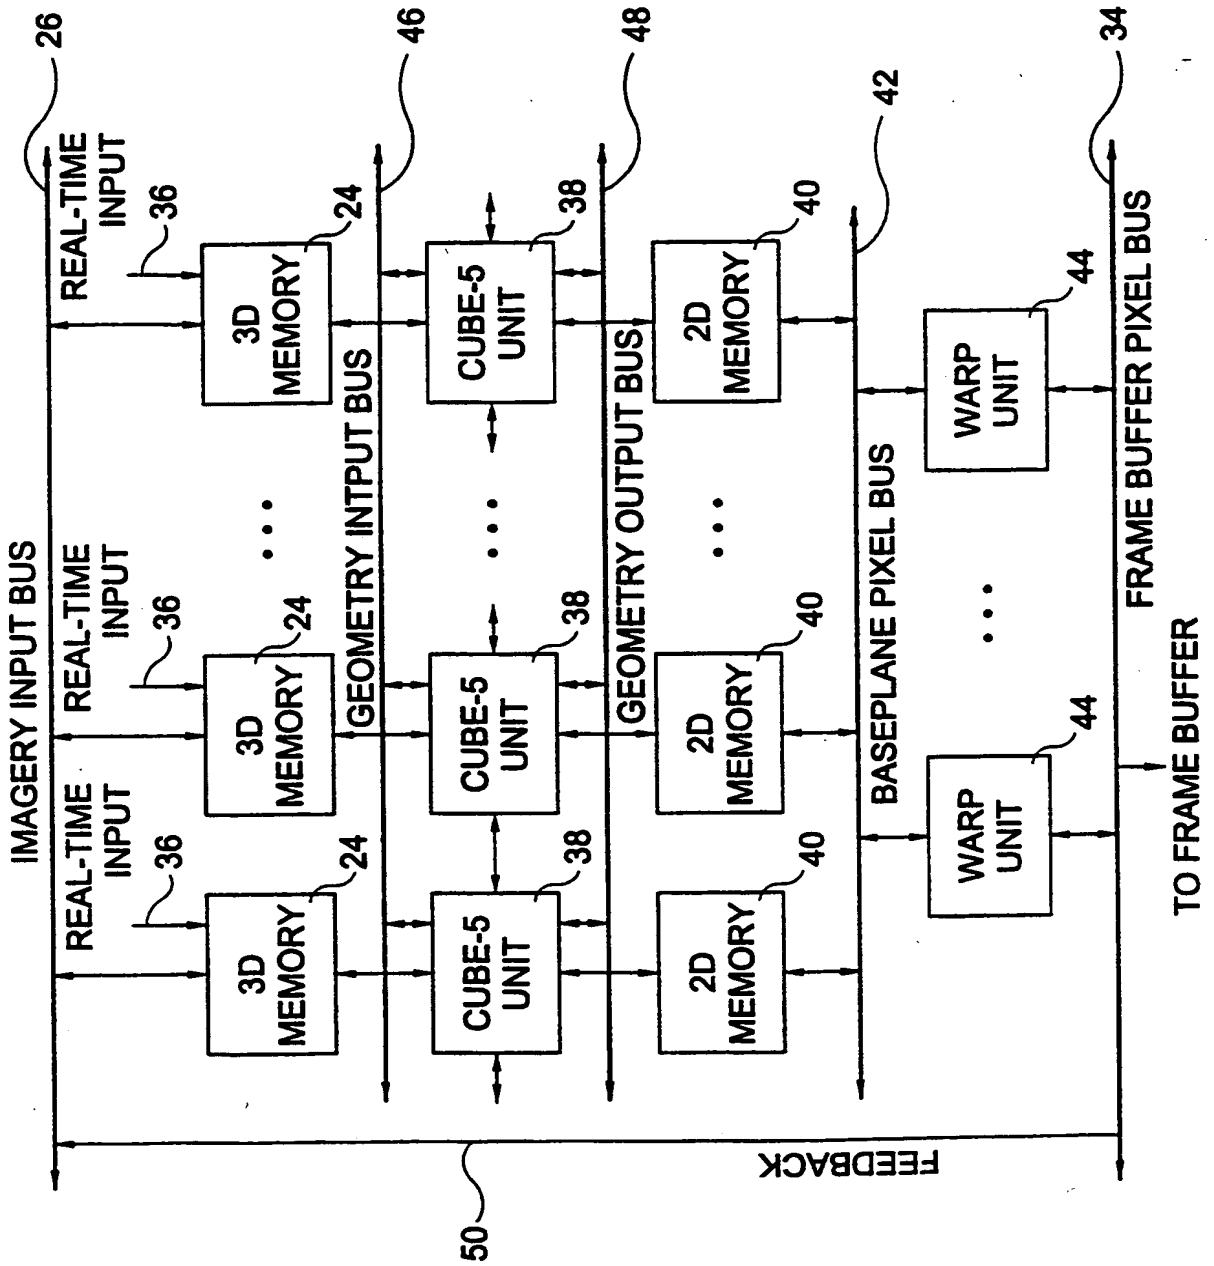 26
IMAGERY INPUT BUS
REAL-TIME
INPUT
REAL-TIME
INPUT
REAL-TIME
INPUT
36
36
36
3D
MEMORY
24
3D
MEMORY
24
3D
MEMORY
24
GEOMETRY INTPUT BUS
46
CUBE-5
UNIT
38
CUBE-5
UNIT
38
CUBE-5
UNIT
38
GEOMETRY OUTPUT BUS
48
2D
MEMORY
40
2D
MEMORY
40
2D
MEMORY
40
BASEPLANE PIXEL BUS
42
WARP
UNIT
44
WARP
UNIT
44
FRAME BUFFER PIXEL BUS
34
TO FRAME BUFFER
FEEDBACK
50